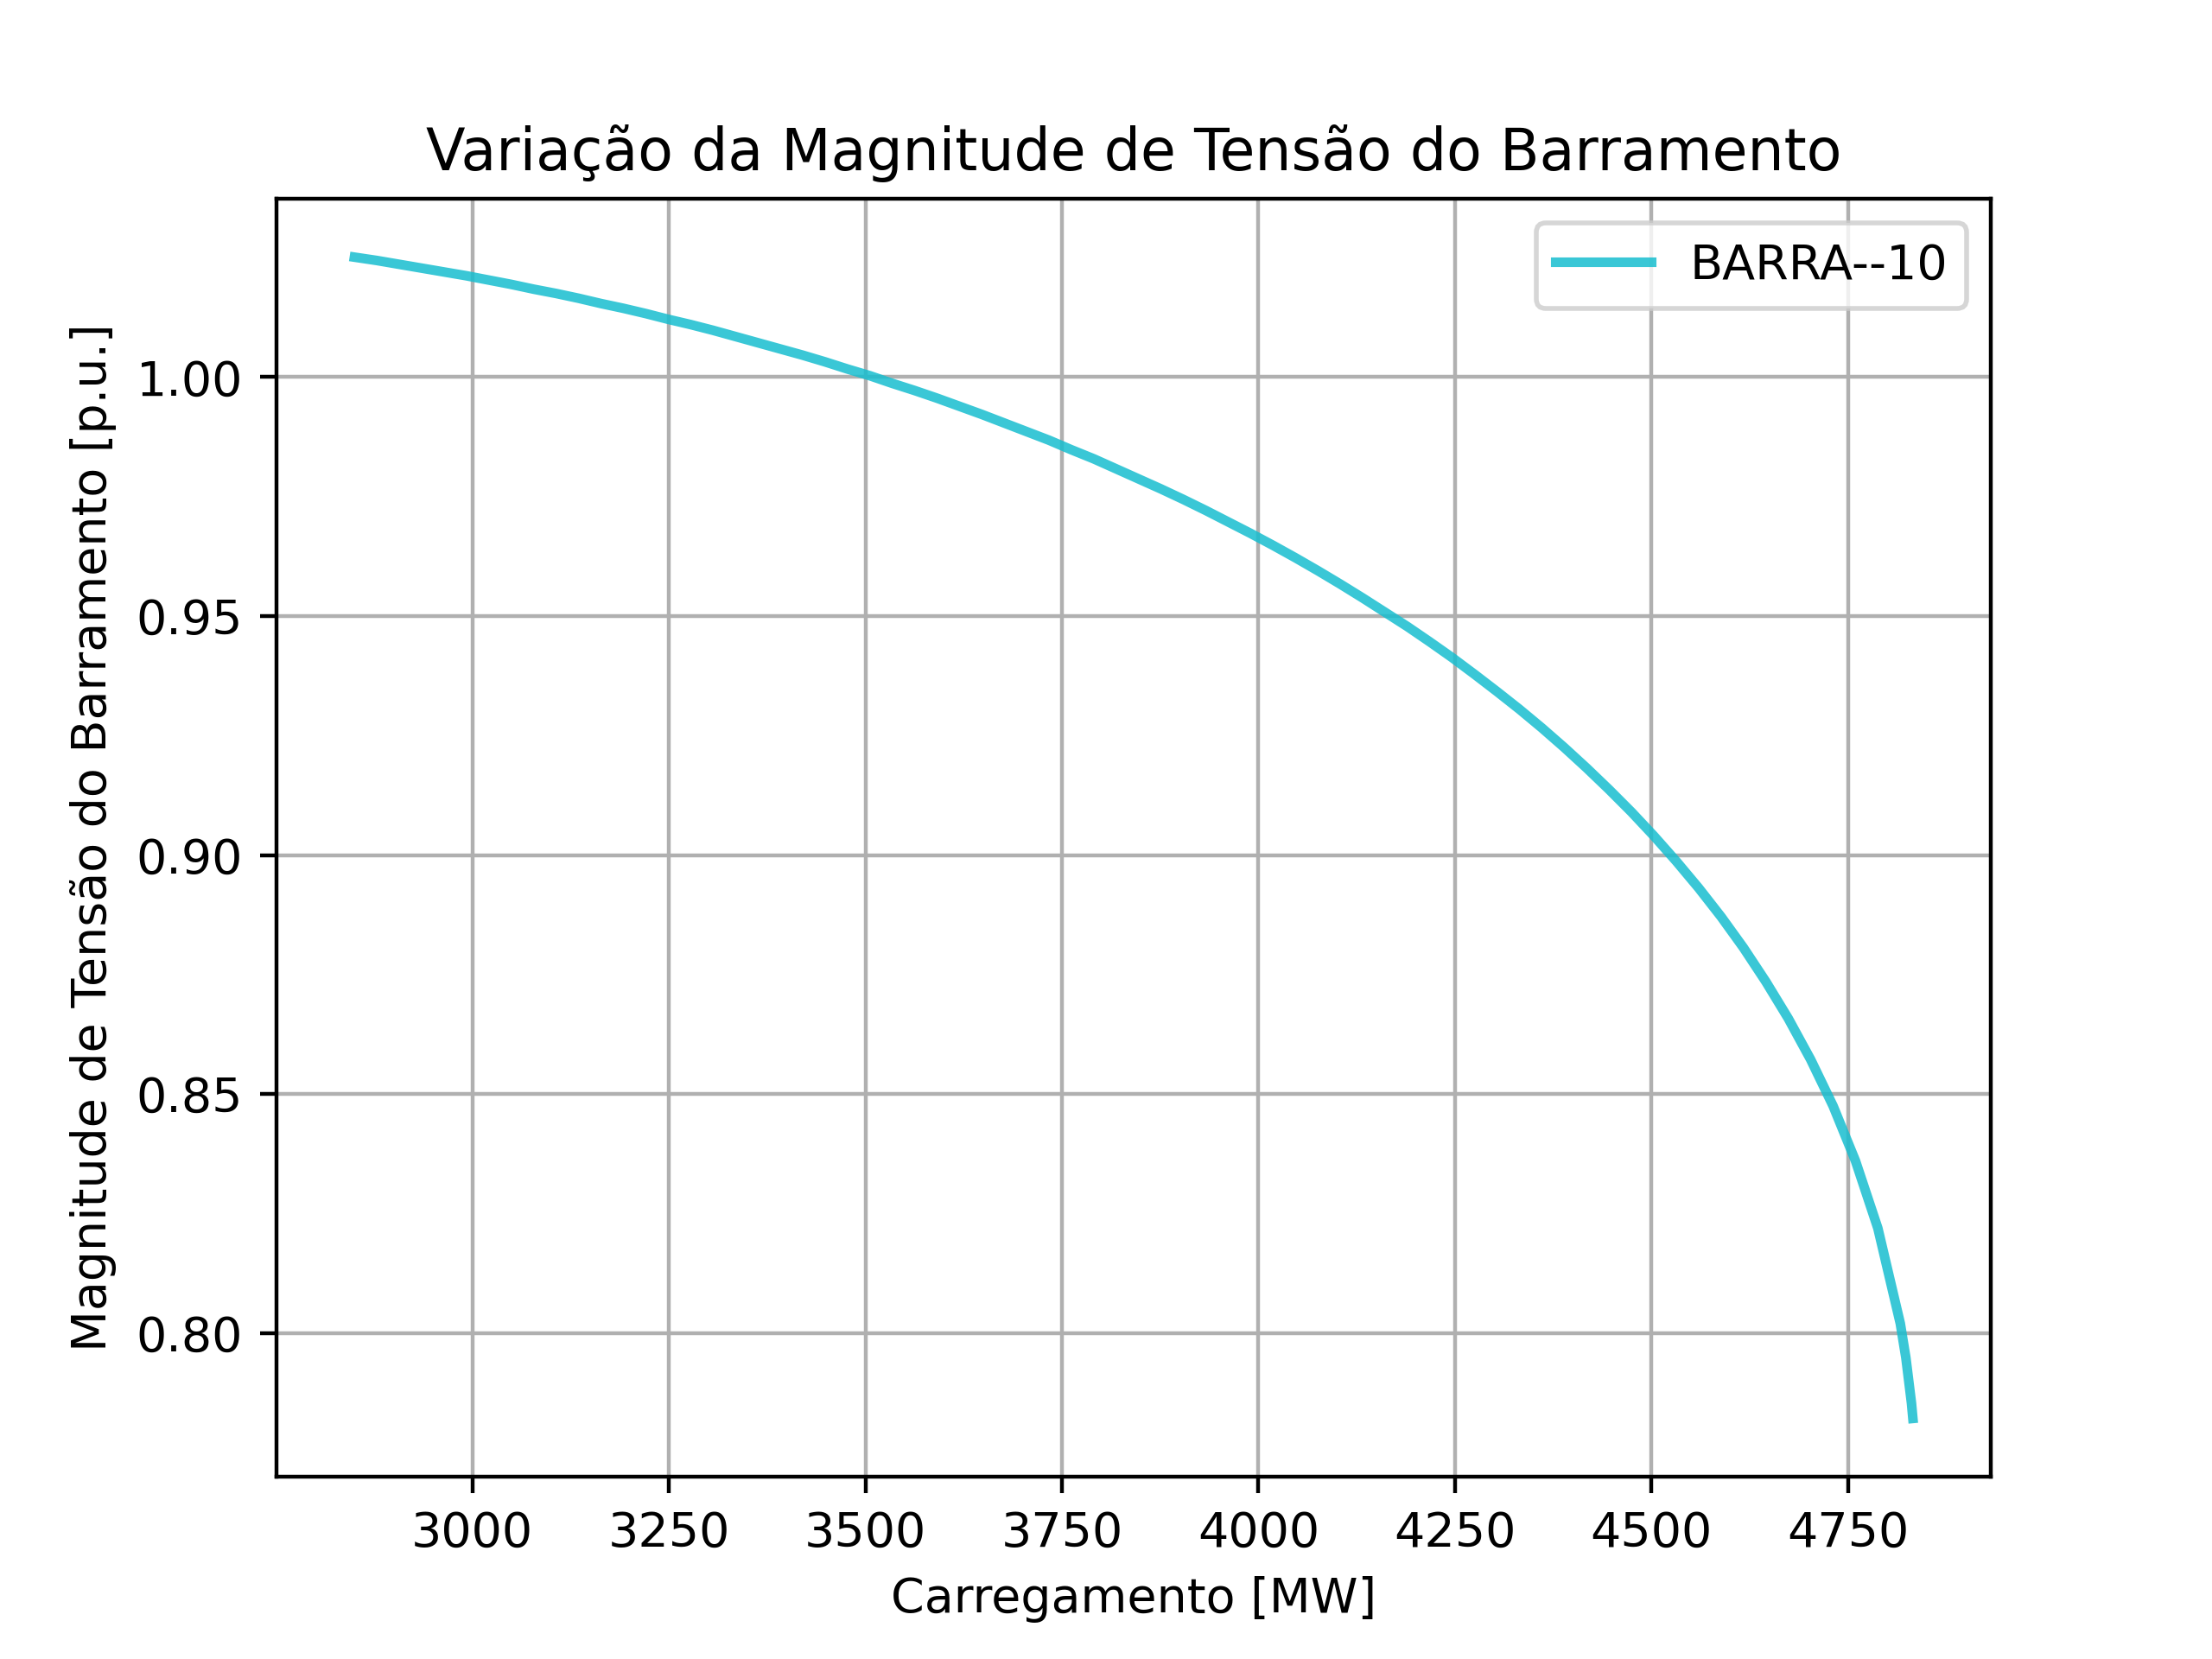 Variação da Magnitude de Tensão do Barramento
BARRA--10
Magnitude de Tensão do Barramento [p.u.]
1.00
0.95
0.90
0.85
0.80
3000 3250 3500 3750 4000 4250 4500 4750
Carregamento [MW]